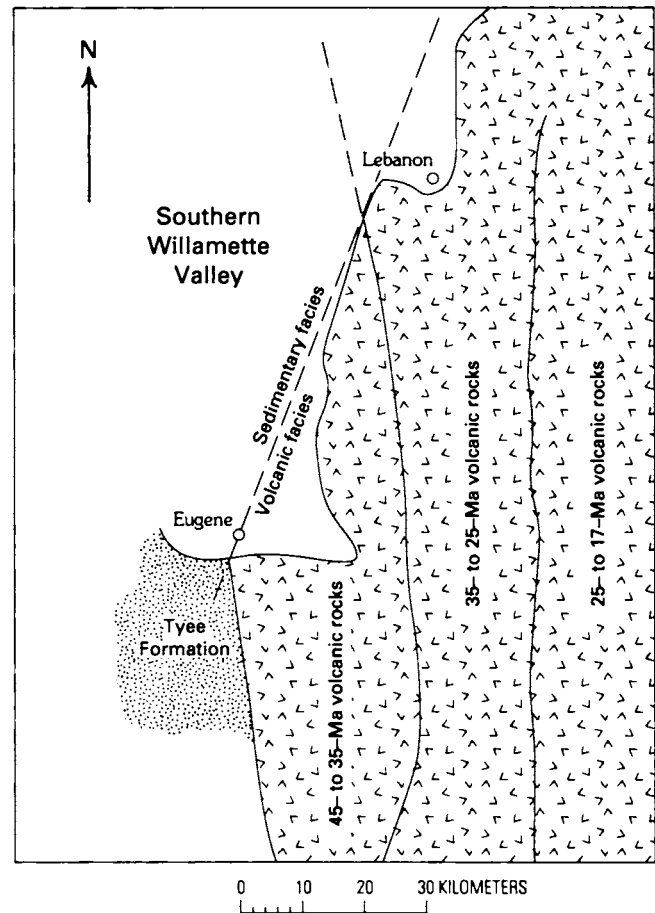 N
Lebanon
Southern
Willamette
Valley
Sedimentary facies
Volcanic facies
Eugene
Tyee
Formation
45– to 35–Ma volcanic rocks
35– to 25–Ma volcanic rocks
25– to 17–Ma volcanic rocks
0 10 20 30 KILOMETERS